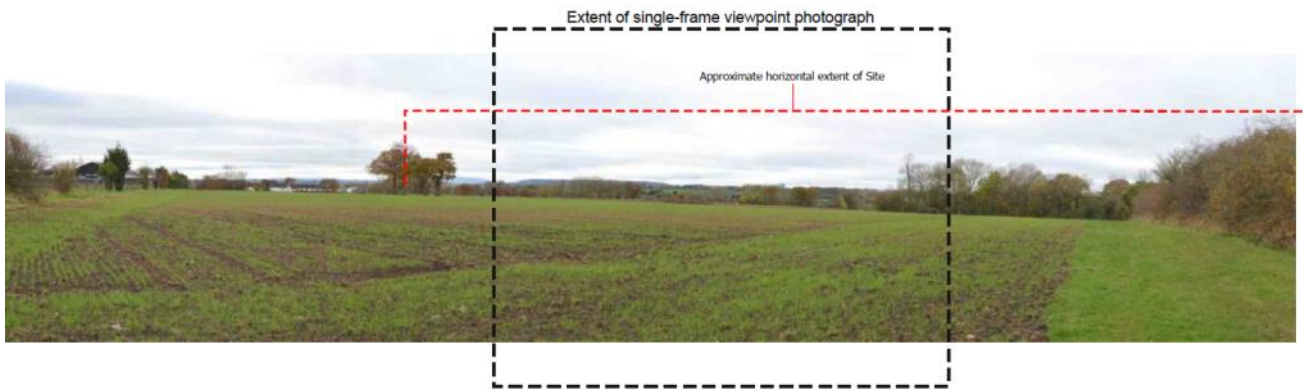 Extent of single-frame viewpoint photograph
Approximate horizontal extent of Site